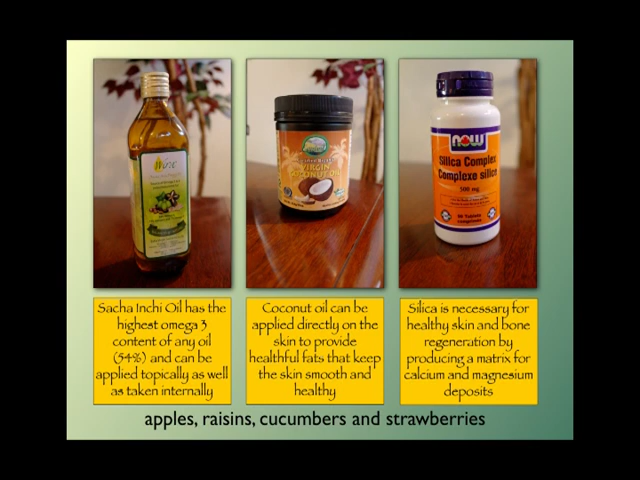 NOW
Silica Complex
Complexe silice
500 mg
VIRGIN
COCONUT OIL
Sacha Inchi Oil has the
highest omega 3
content of any oil
(54%) and can be
applied topically as well
as taken internally
Coconut oil can be
applied directly on the
skin to provide
healthful fats that keep
the skin smooth and
healthy
Silica is necessary for
healthy skin and bone
regeneration by
producing a matrix for
calcium and magnesium
deposits
apples, raisins, cucumbers and strawberries